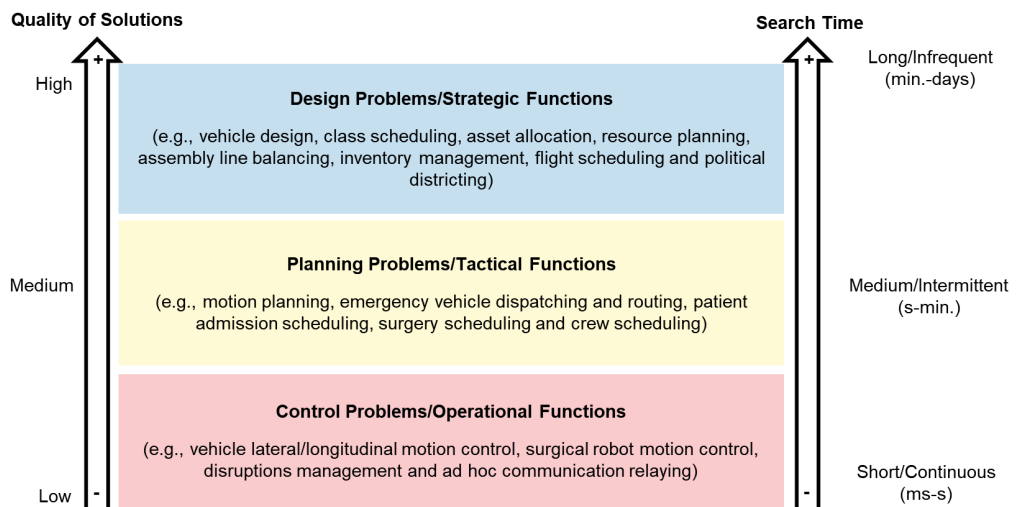 Quality of Solutions
Search Time
+
+
High
Long/Infrequent
(min.-days)
Design Problems/Strategic Functions
(e.g., vehicle design, class scheduling, asset allocation, resource planning,
assembly line balancing, inventory management, flight scheduling and political
districting)
Planning Problems/Tactical Functions
Medium
Medium/Intermittent
(s-min.)
(e.g., motion planning, emergency vehicle dispatching and routing, patient
admission scheduling, surgery scheduling and crew scheduling)
Control Problems/Operational Functions
(e.g., vehicle lateral/longitudinal motion control, surgical robot motion control,
disruptions management and ad hoc communication relaying)
Low
-
-
Short/Continuous
(ms-s)